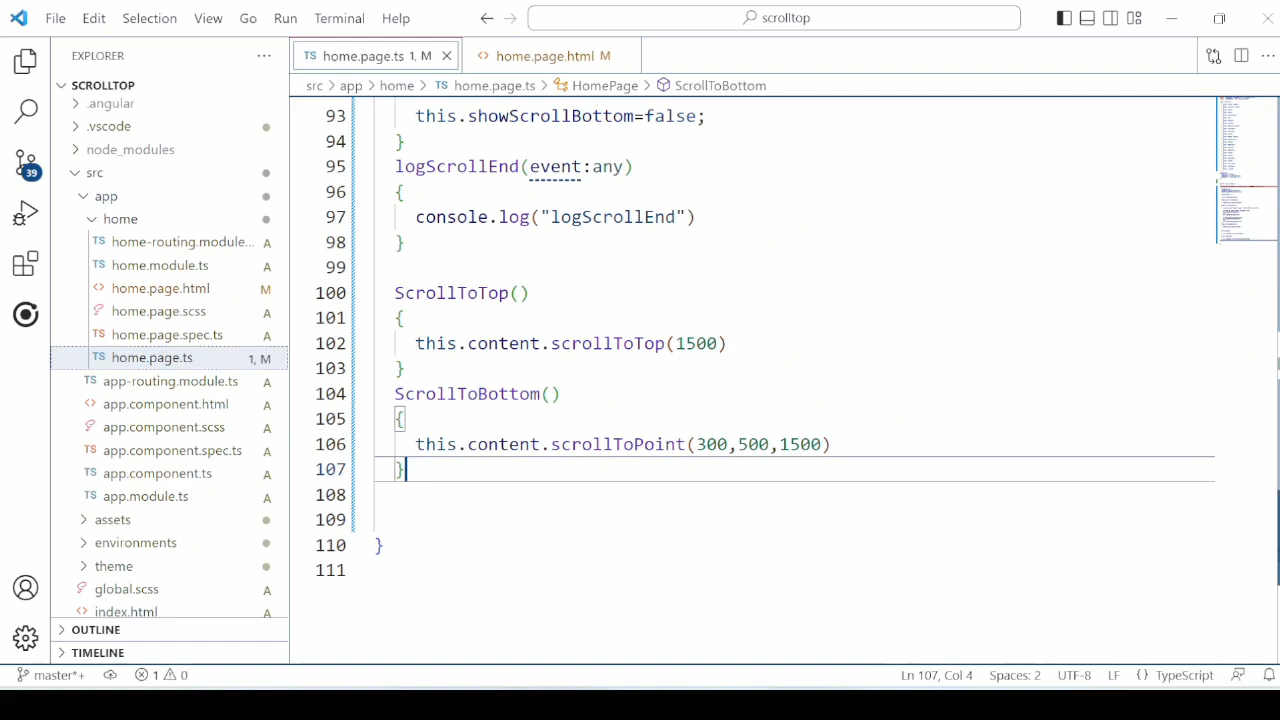 File Edit Selection View Go Run Terminal Help
scrolltop
EXPLORER
SCROLLTOP
.angular
.vscode
node_modules
src
app
home
home-routing.module... A
home.module.ts A
home.page.html M
home.page.scss A
home.page.spec.ts A
TS home.page.ts 1, M
TS app-routing.module.ts A
app.component.html A
app.component.scss A
TS app.component.spec.ts A
TS app.component.ts A
TS app.module.ts A
assets
environments
theme
global.scss A
index.html A
OUTLINE
TIMELINE
39
TS home.page.ts 1, M
home.page.html M
src > app > home > TS home.page.ts > HomePage > ScrollToBottom
93 this.showScrollBottom=false;
94 }
95 logScrollEnd(event:any)
96 {
97 console.log("logScrollEnd")
98 }
99
100 ScrollToTop()
101 {
102 this.content.scrollToTop(1500)
103 }
104 ScrollToBottom()
105 {
106 this.content.scrollToPoint(300,500,1500)
107 }
108
109
110 }
111
master*+ 1 0 Ln 107, Col 4 Spaces: 2 UTF-8 LF { } TypeScript